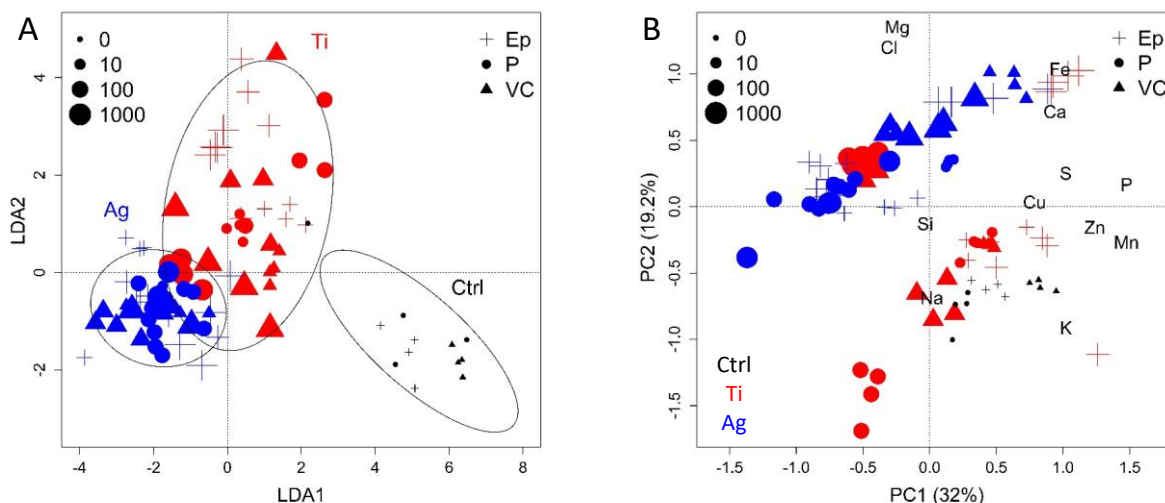 A
Ti
0
10
100
1000
Ep
P
VC
Ag
Ctrl
4
2
0
-2
LDA2
-4 -2 0 2 4 6 8
LDA1
B
Mg
Cl
0
10
100
1000
Ep
P
VC
Fe
Ca
S
P
Cu
Si
Zn
Mn
Na
K
Ctrl
Ti
Ag
1.0
0.5
0.0
-0.5
-1.0
-1.5
PC2 (19.2%)
-1.5 -1.0 -0.5 0.0 0.5 1.0 1.5
PC1 (32%)